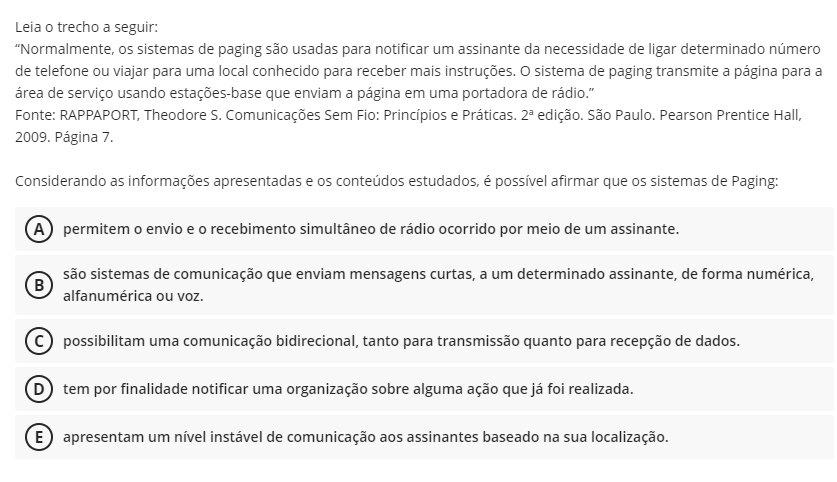 Leia o trecho a seguir:
“Normalmente, os sistemas de paging são usadas para notificar um assinante da necessidade de ligar determinado número
de telefone ou viajar para uma local conhecido para receber mais instruções. O sistema de paging transmite a página para a
área de serviço usando estações-base que enviam a página em uma portadora de rádio.”
Fonte: RAPPAPORT, Theodore S. Comunicações Sem Fio: Princípios e Práticas. 2ª edição. São Paulo. Pearson Prentice Hall,
2009. Página 7.
Considerando as informações apresentadas e os conteúdos estudados, é possível afirmar que os sistemas de Paging:
A permitem o envio e o recebimento simultâneo de rádio ocorrido por meio de um assinante.
B são sistemas de comunicação que enviam mensagens curtas, a um determinado assinante, de forma numérica,
alfanumérica ou voz.
C possibilitam uma comunicação bidirecional, tanto para transmissão quanto para recepção de dados.
D tem por finalidade notificar uma organização sobre alguma ação que já foi realizada.
E apresentam um nível instável de comunicação aos assinantes baseado na sua localização.